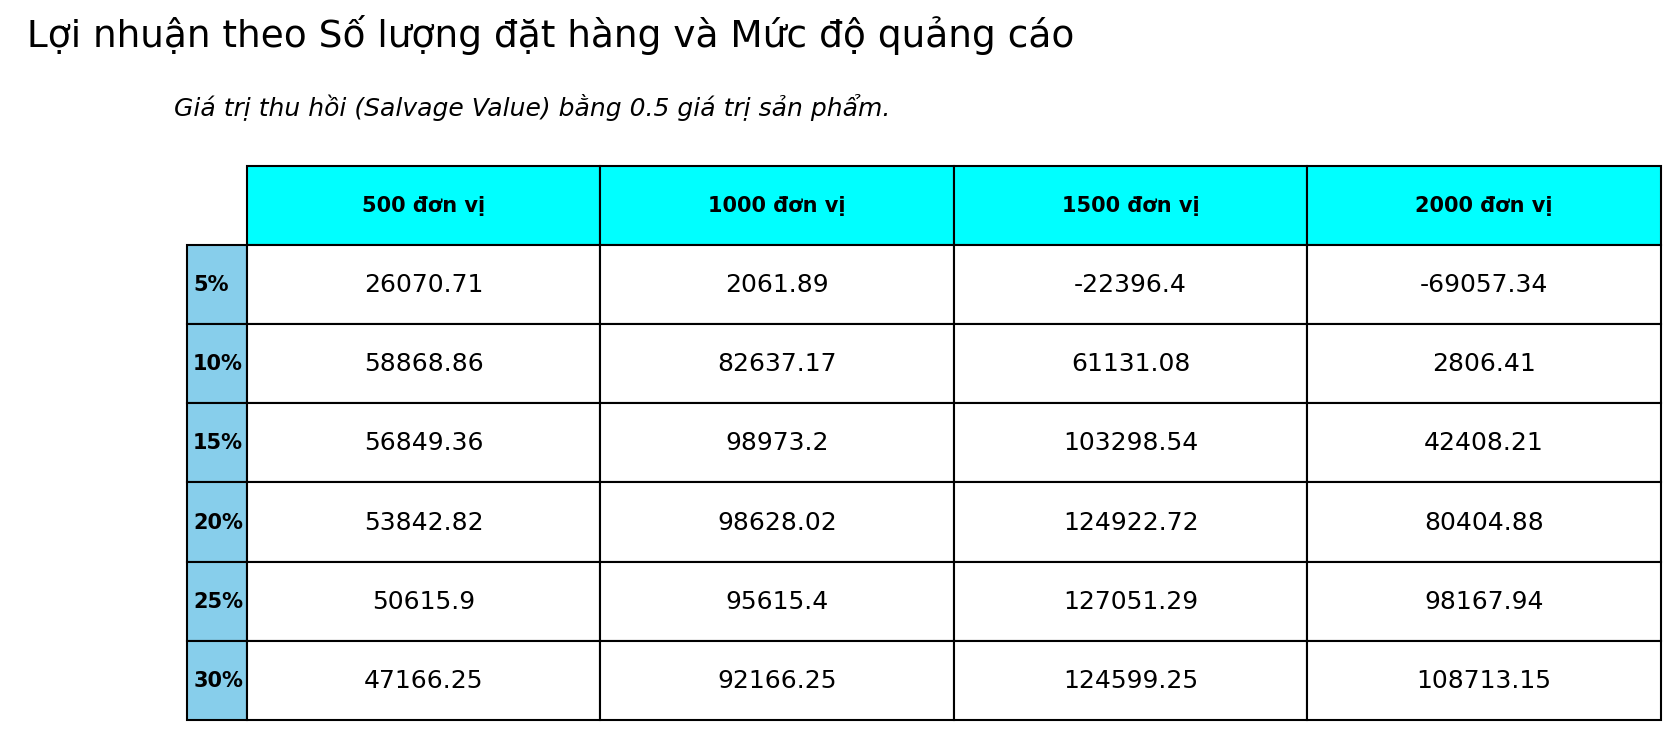 Lợi nhuận theo Số lượng đặt hàng và Mức độ quảng cáo
Giá trị thu hồi (Salvage Value) bằng 0.5 giá trị sản phẩm.
500 đơn vị 1000 đơn vị 1500 đơn vị 2000 đơn vị
5% 26070.71 2061.89 -22396.4 -69057.34
10% 58868.86 82637.17 61131.08 2806.41
15% 56849.36 98973.2 103298.54 42408.21
20% 53842.82 98628.02 124922.72 80404.88
25% 50615.9 95615.4 127051.29 98167.94
30% 47166.25 92166.25 124599.25 108713.15